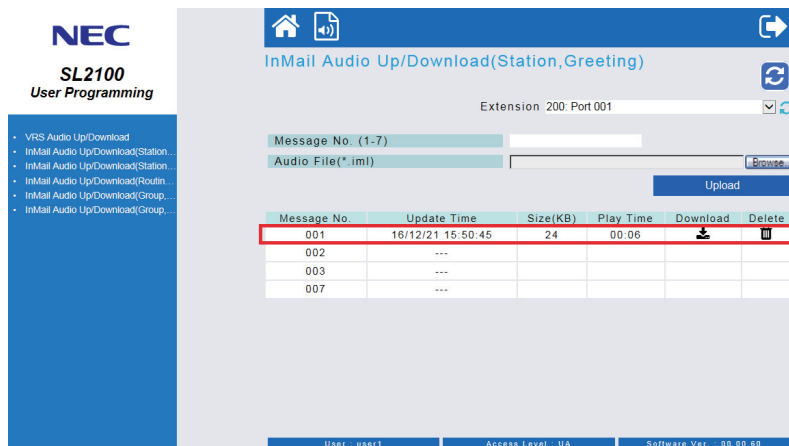 NEC
SL2100
User Programming
VRS Audio Up/Download
InMail Audio Up/Download(Station...
InMail Audio Up/Download(Station...
InMail Audio Up/Download(Routin...
InMail Audio Up/Download(Group,...
InMail Audio Up/Download(Group,...
InMail Audio Up/Download(Station,Greeting)
Extension 200: Port 001
Message No. (1-7)
Audio File(*.iml) Browse
Upload
Message No. Update Time Size(KB) Play Time Download Delete
001 16/12/21 15:50:45 24 00:06
002 ---
003 ---
007 ---
User : user1 Access Level : UA Software Ver. : 00.00.60